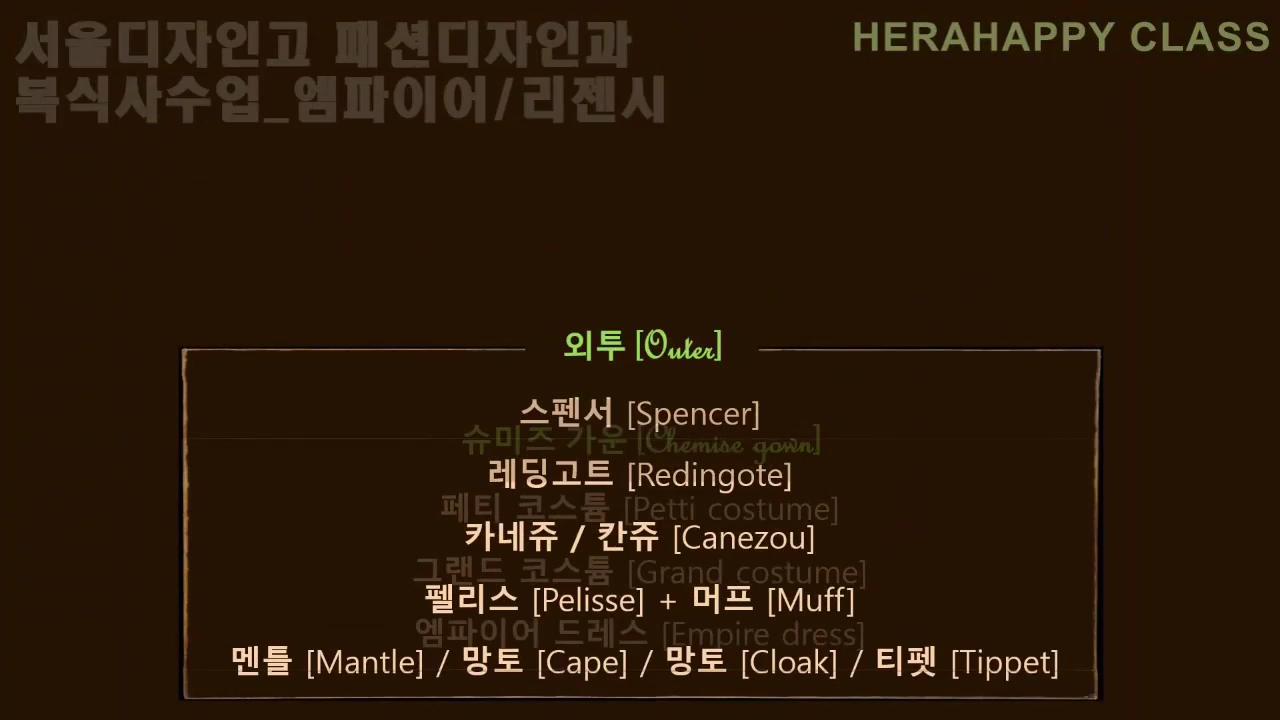 서울디자인고 패션디자인과
복식사수업_엠파이어/리젠시
HERAHAPPY CLASS
외투 [Outer]
스펜서 [Spencer]
슈미즈 가운 [Chemise gown]
레딩고트 [Redingote]
페티 코스튬 [Petti costume]
카네쥬 / 칸쥬 [Canezou]
그랜드 코스튬 [Grand costume]
펠리스 [Pelisse] + 머프 [Muff]
엠파이어 드레스 [Empire dress]
멘틀 [Mantle] / 망토 [Cape] / 망토 [Cloak] / 티펫 [Tippet]